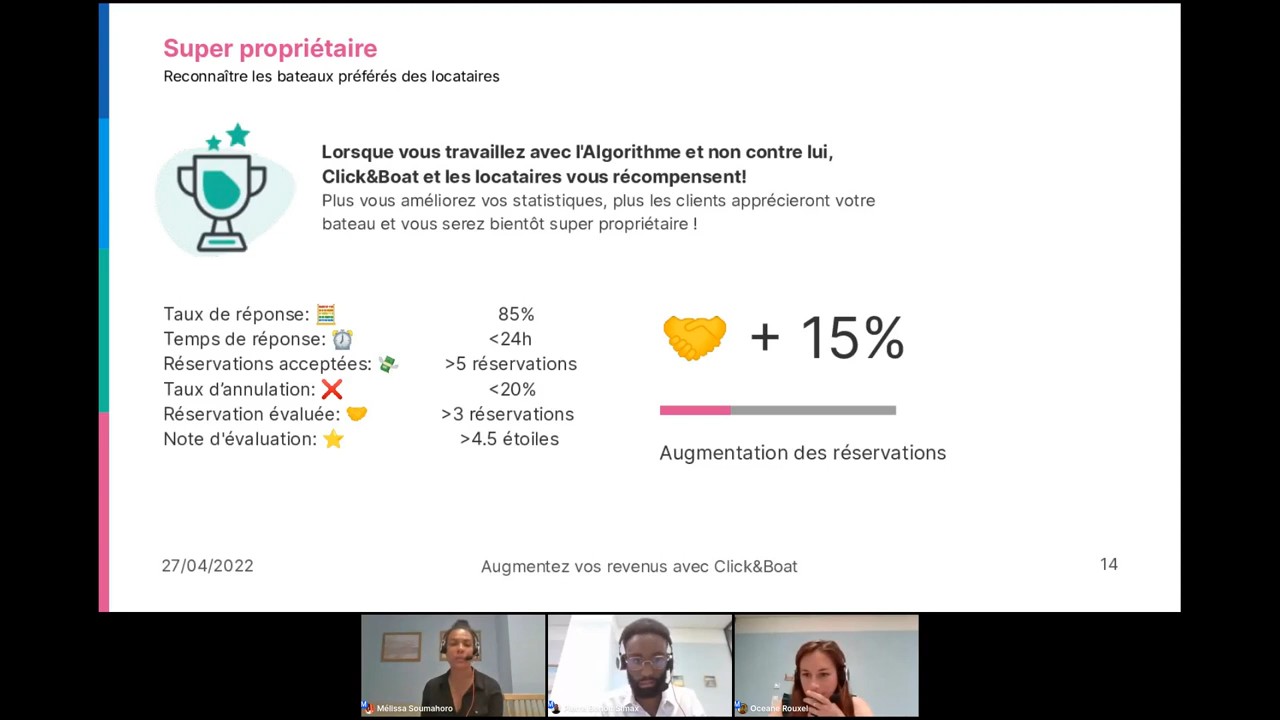 Super propriétaire
Reconnaître les bateaux préférés des locataires
Lorsque vous travaillez avec l'Algorithme et non contre lui,
Click&Boat et les locataires vous récompensent!
Plus vous améliorez vos statistiques, plus les clients apprécieront votre
bateau et vous serez bientôt super propriétaire !
Taux de réponse: 85%
Temps de réponse: <24h
Réservations acceptées: >5 réservations
Taux d’annulation: <20%
Réservation évaluée: >3 réservations
Note d'évaluation: >4.5 étoiles
+ 15%
Augmentation des réservations
27/04/2022
Augmentez vos revenus avec Click&Boat
14
Mélissa Soumahoro
Océane Rouxel